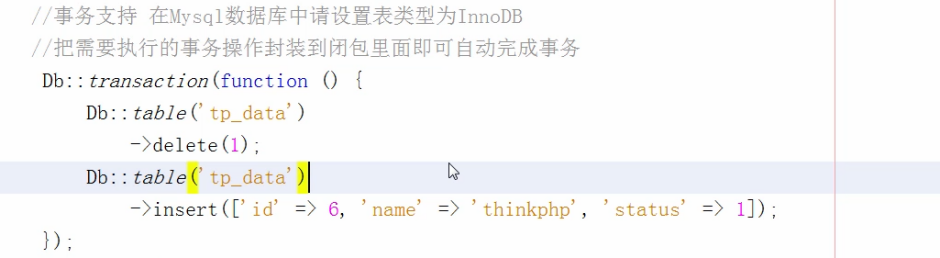 //事务支持 在Mysql数据库中请设置表类型为InnoDB
//把需要执行的事务操作封装到闭包里面即可自动完成事务
Db::transaction(function () {
Db::table('tp_data')
->delete(1);
Db::table('tp_data')
->insert(['id' => 6, 'name' => 'thinkphp', 'status' => 1]);
});